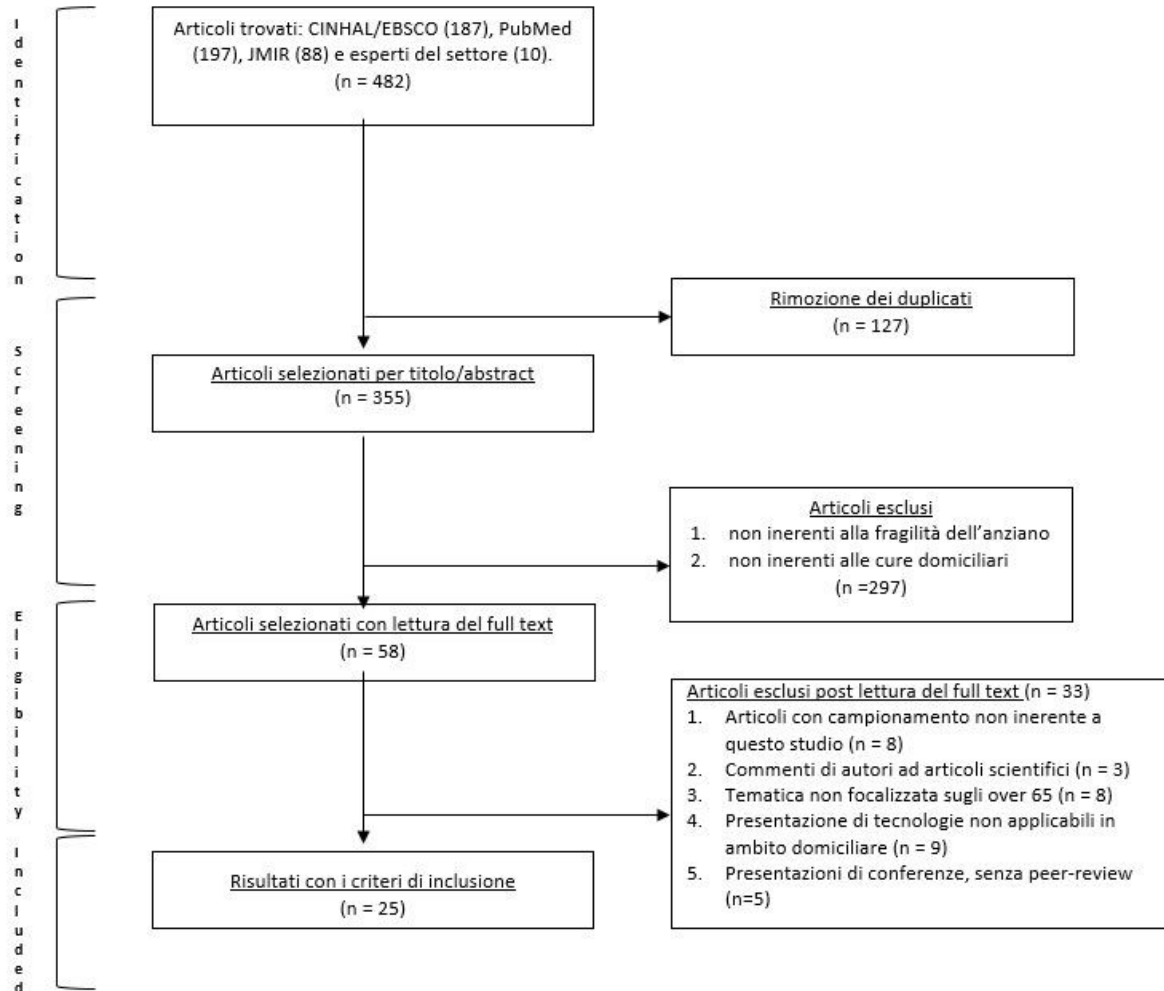 Identification
Articoli trovati: CINHAL/EBSCO (187), PubMed
(197), JMIR (88) e esperti del settore (10).
(n = 482)
Rimozione dei duplicati
(n = 127)
Screening
Articoli selezionati per titolo/abstract
(n = 355)
Articoli esclusi
1. non inerenti alla fragilità dell'anziano
2. non inerenti alle cure domiciliari
(n =297)
Eligibility
Articoli selezionati con lettura del full text
(n = 58)
Articoli esclusi post lettura del full text (n = 33)
1. Articoli con campionamento non inerente a
questo studio (n = 8)
2. Commenti di autori ad articoli scientifici (n = 3)
3. Tematica non focalizzata sugli over 65 (n = 8)
4. Presentazione di tecnologie non applicabili in
ambito domiciliare (n = 9)
5. Presentazioni di conferenze, senza peer-review
(n=5)
Included
Risultati con i criteri di inclusione
(n = 25)